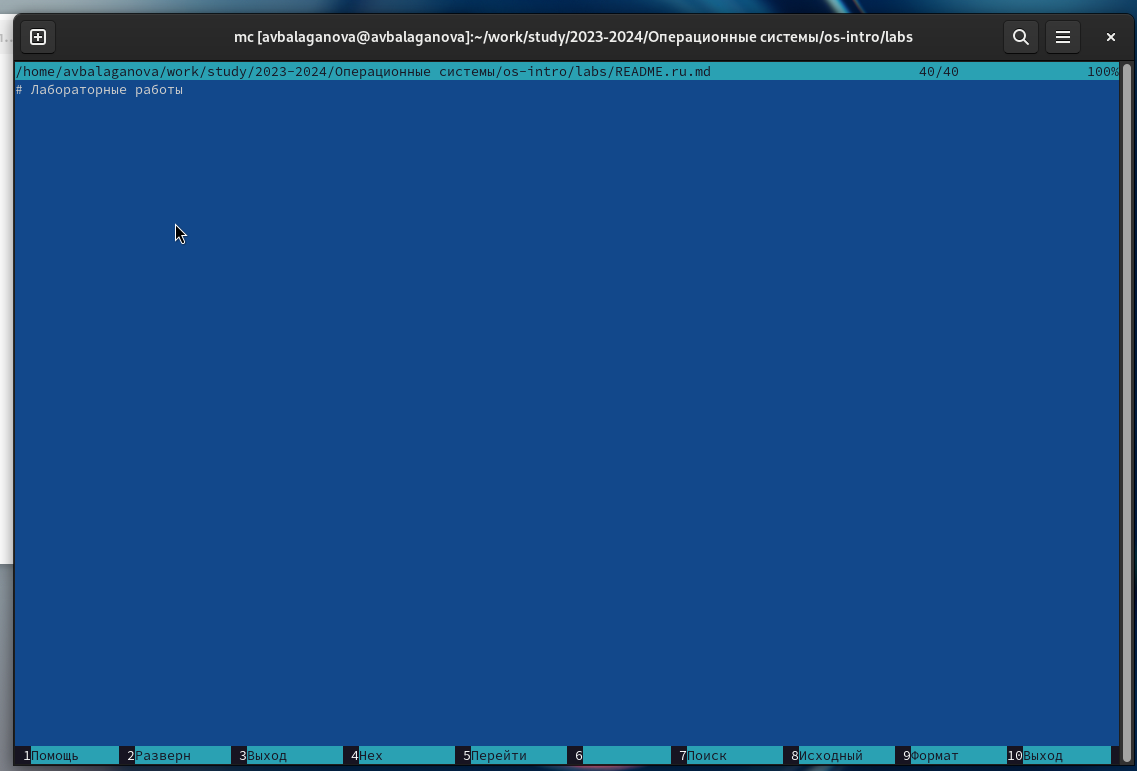 mc [avbalaganova@avbalaganova]:~/work/study/2023-2024/Операционные системы/os-intro/labs
/home/avbalaganova/work/study/2023-2024/Операционные системы/os-intro/labs/README.ru.md 40/40 100%
# Лабораторные работы
1Помощь 2Разверн 3Выход 4Hex 5Перейти 6 7Поиск 8Исходный 9Формат 10Выход